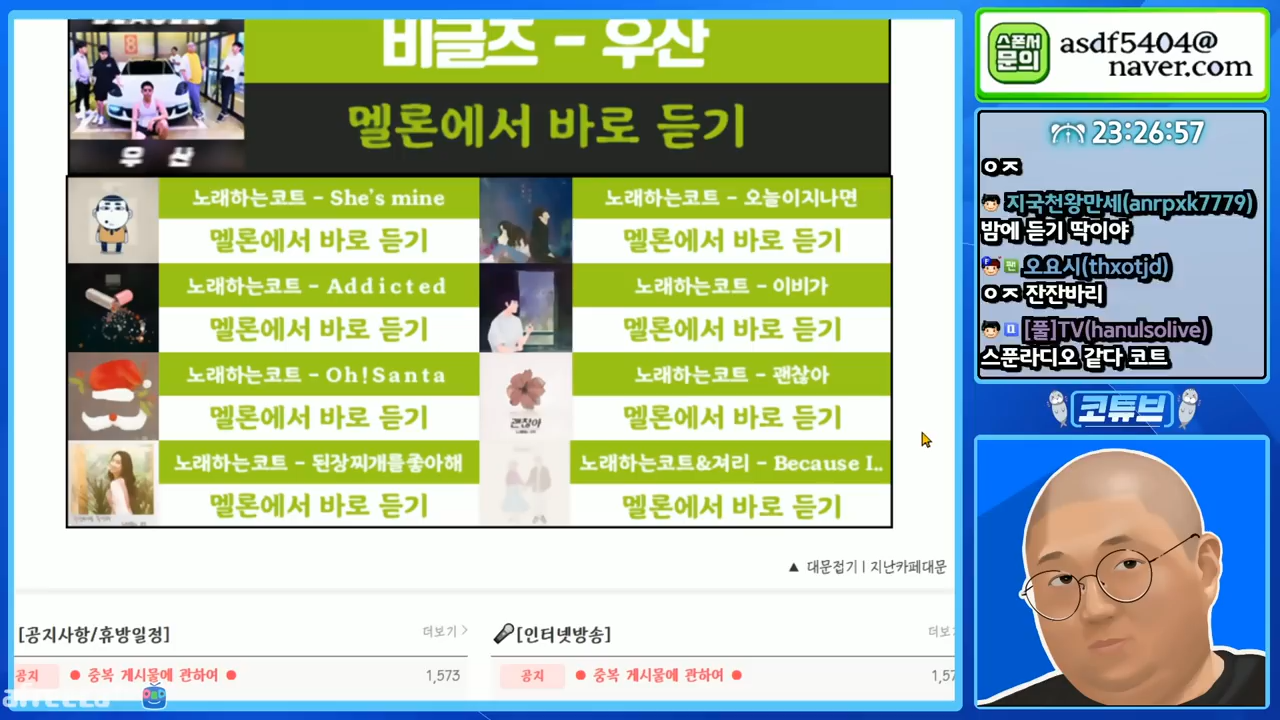 비글즈 - 우산
멜론에서 바로 듣기
우 산
노래하는코트 - She's mine
멜론에서 바로 듣기
노래하는코트 - 오늘이지나면
멜론에서 바로 듣기
노래하는코트 - Addicted
멜론에서 바로 듣기
노래하는코트 - 이비가
멜론에서 바로 듣기
노래하는코트 - Oh!Santa
멜론에서 바로 듣기
노래하는코트 - 괜찮아
멜론에서 바로 듣기
괜찮아
노래하는코트 - 된장찌개를좋아해
멜론에서 바로 듣기
노래하는코트&져리 - Because I..
멜론에서 바로 듣기
▲ 대문접기 | 지난카페대문
[공지사항/휴방일정]
더보기 >
[인터넷방송]
더보기
공지 ● 중복 게시물에 관하여 ● 1,573
공지 ● 중복 게시물에 관하여 ● 1,57
afreeca
스폰서
문의
asdf5404@
naver.com
23:26:57
ㅇㅈ
지국천왕만세(anrpxk7779)
밤에 듣기 딱이야
팬 오요시(thxotjd)
ㅇㅈ 잔잔바리
[풀]TV(hanulsolive)
스푼라디오 같다 코트
코튜브